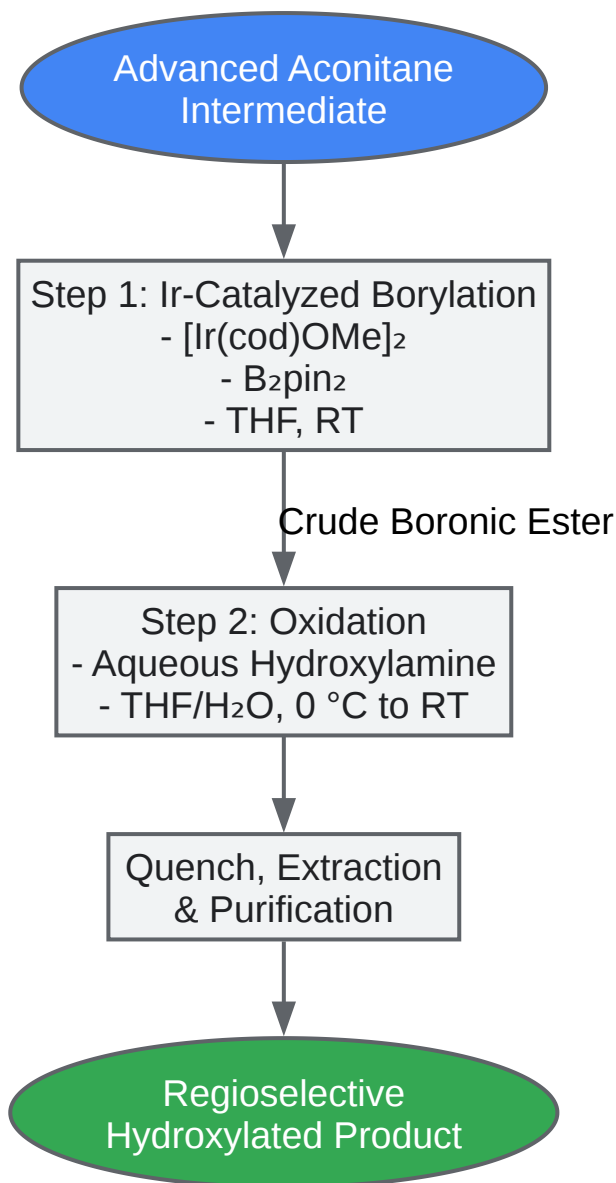 Advanced Aconitane
Intermediate
Step 1: Ir-Catalyzed Borylation
- [Ir(cod)OMe]₂
- B₂pin₂
- THF, RT
Crude Boronic Ester
Step 2: Oxidation
- Aqueous Hydroxylamine
- THF/H₂O, 0 °C to RT
Quench, Extraction
& Purification
Regioselective
Hydroxylated Product